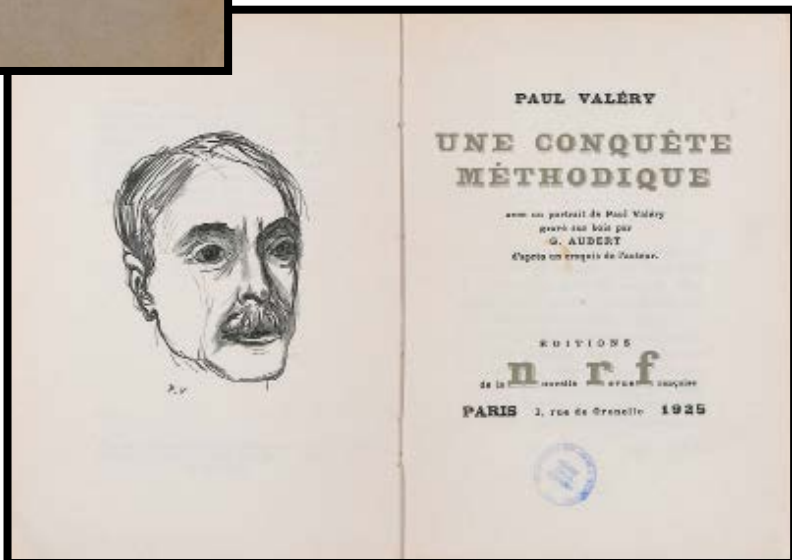 P.V
PAUL VALÉRY
UNE CONQUÊTE
MÉTHODIQUE
avec un portrait de Paul Valéry
gravé sur bois par
G. AUBERT
d'après un croquis de l'auteur.
EDITIONS
de la nouvelle revue française
PARIS 3, rue de Grenelle 1925